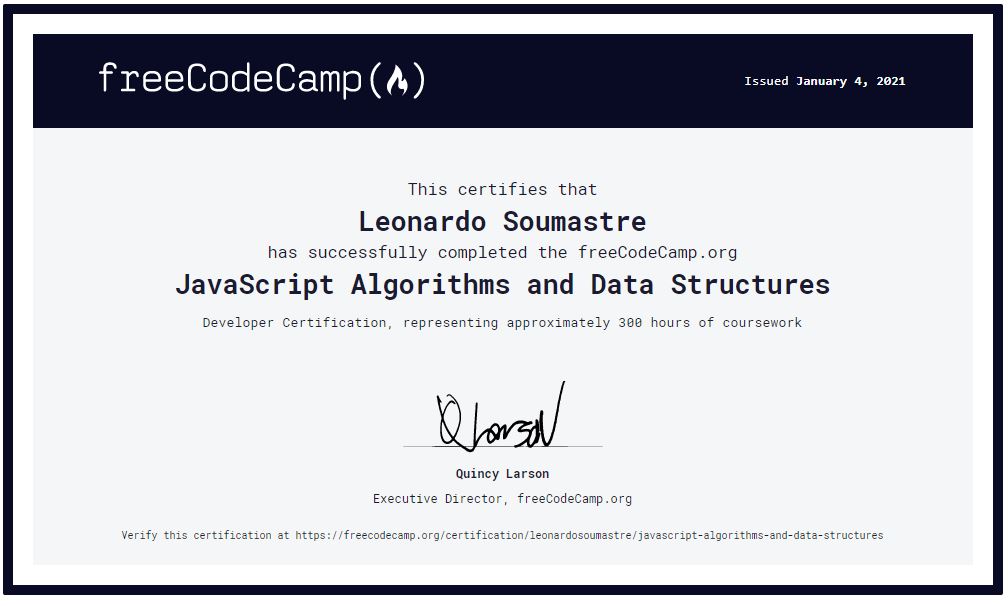 freeCodeCamp(🔥)
Issued January 4, 2021
This certifies that
Leonardo Soumastre
has successfully completed the freeCodeCamp.org
JavaScript Algorithms and Data Structures
Developer Certification, representing approximately 300 hours of coursework
Q Larson
Quincy Larson
Executive Director, freeCodeCamp.org
Verify this certification at https://freecodecamp.org/certification/leonardosoumastre/javascript-algorithms-and-data-structures